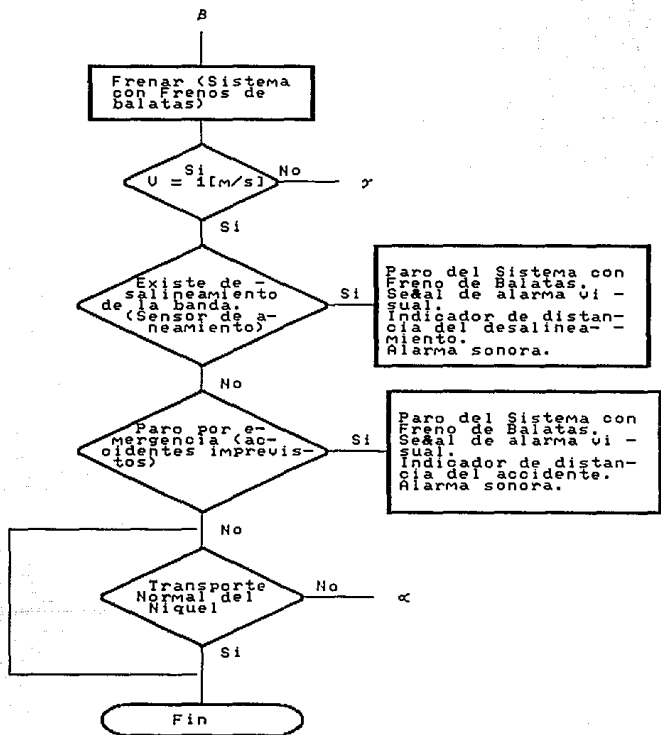 B
Frenar (Sistema
con Frenos de
balatas)
Si
V = 1[m/s]
No
γ
Si
Existe de -
salineamiento
de la banda.
(Sensor de a-
neamiento)
Si
Paro del Sistema con
Freno de Balatas.
Se&al de alarma vi -
sual.
Indicador de distan-
cia del desalinea- -
miento.
Alarma sonora.
No
Paro por e-
mergencia (ac-
cidentes imprevis-
tos)
Si
Paro del Sistema con
Freno de Balatas.
Se&al de alarma vi -
sual.
Indicador de distan-
cia del accidente.
Alarma sonora.
No
Transporte
Normal del
Niquel
No
∝
Si
Fin